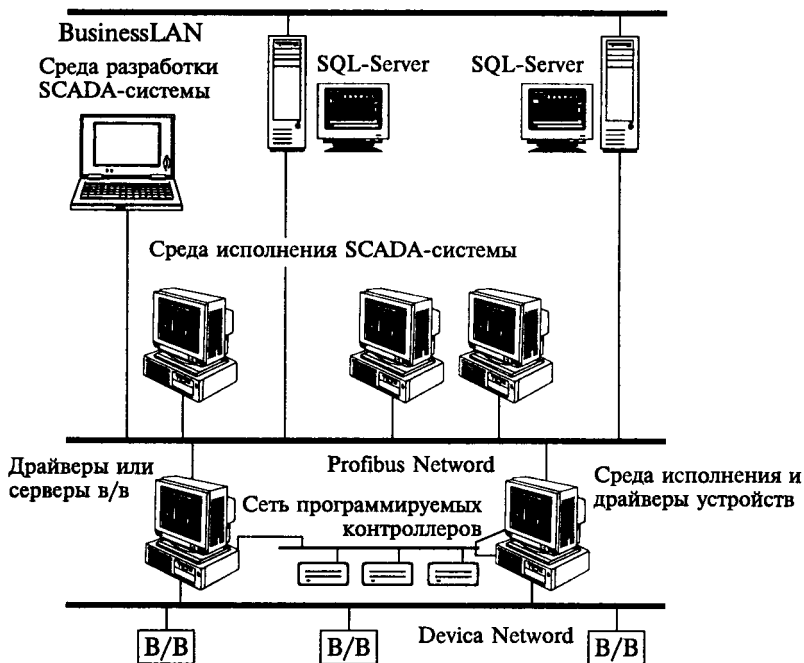 BusinessLAN
Среда разработки
SCADA-системы
SQL-Server
SQL-Server
Среда исполнения SCADA-системы
Драйверы или
серверы в/в
Profibus Netword
Среда исполнения и
драйверы устройств
Сеть программируемых
контроллеров
Devica Network
В/В
В/В
В/В